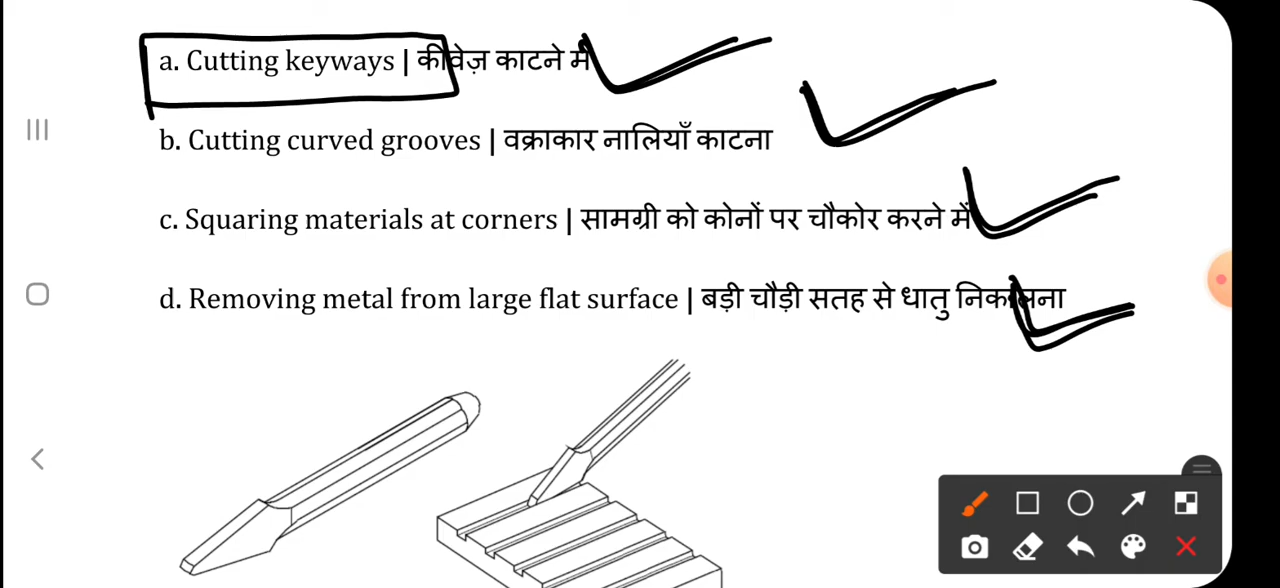 a. Cutting keyways | कीवेज़ काटने में
b. Cutting curved grooves | वक्राकार नालियाँ काटना
c. Squaring materials at corners | सामग्री को कोनों पर चौकोर करने में
d. Removing metal from large flat surface | बड़ी चौड़ी सतह से धातु निकालना